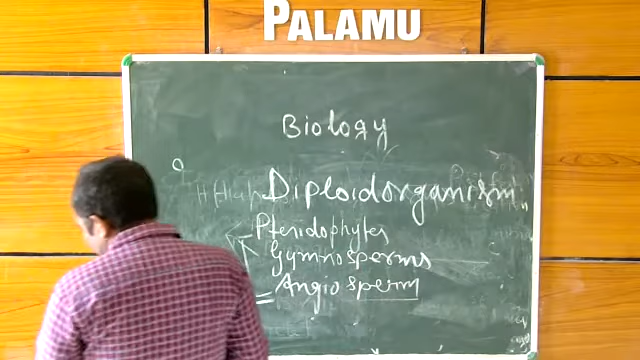 PALAMU
Biology
Diploidorganism
Pteridophytes
Gymnosperms
Angiosperm